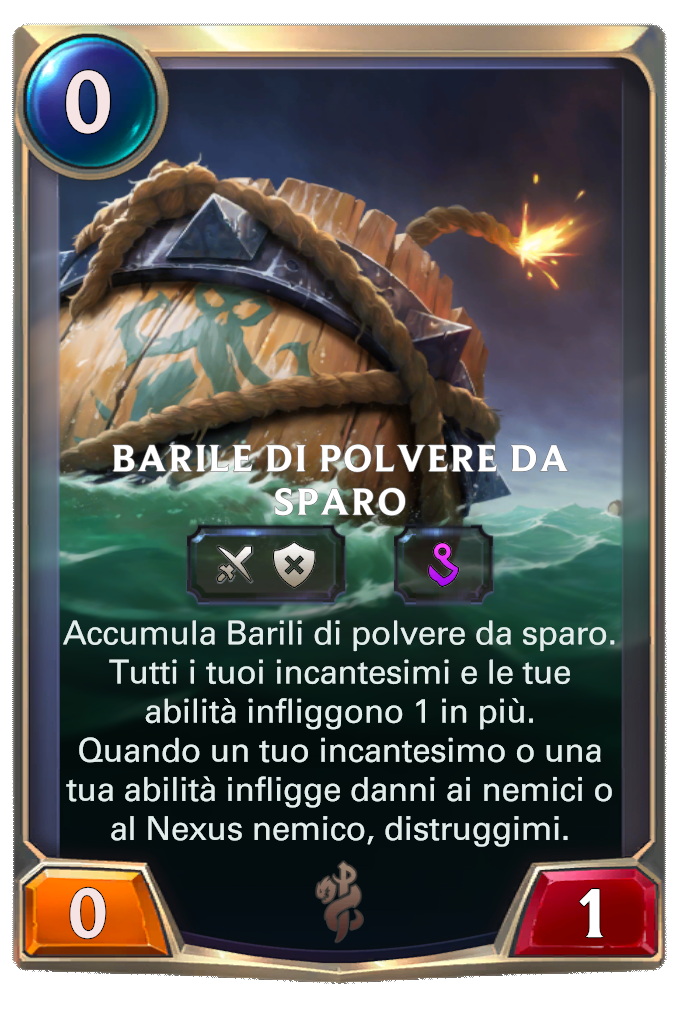 0
BARILE DI POLVERE DA
SPARO
Accumula Barili di polvere da sparo.
Tutti i tuoi incantesimi e le tue
abilità infliggono 1 in più.
Quando un tuo incantesimo o una
tua abilità infligge danni ai nemici o
al Nexus nemico, distruggimi.
0
1